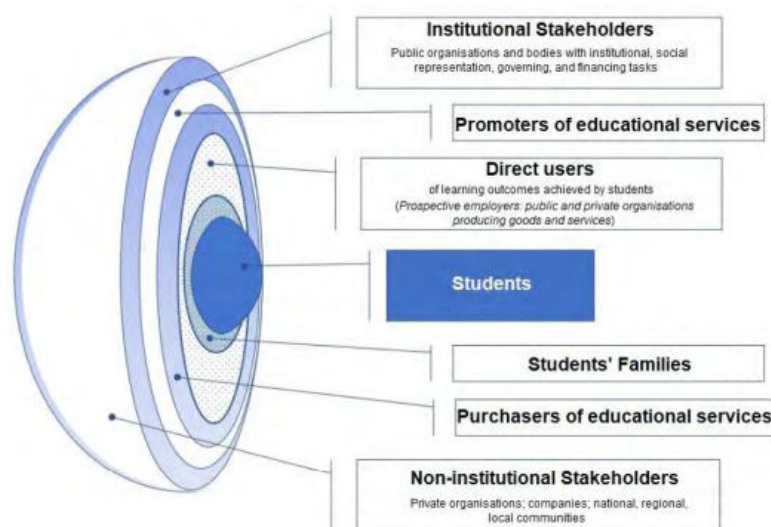 Institutional Stakeholders
Public organisations and bodies with institutional, social
representation, governing, and financing tasks
Promoters of educational services
Direct users
of learning outcomes achieved by students
(Prospective employers: public and private organisations
producing goods and services)
Students
Students' Families
Purchasers of educational services
Non-institutional Stakeholders
Private organisations; companies; national, regional,
local communities